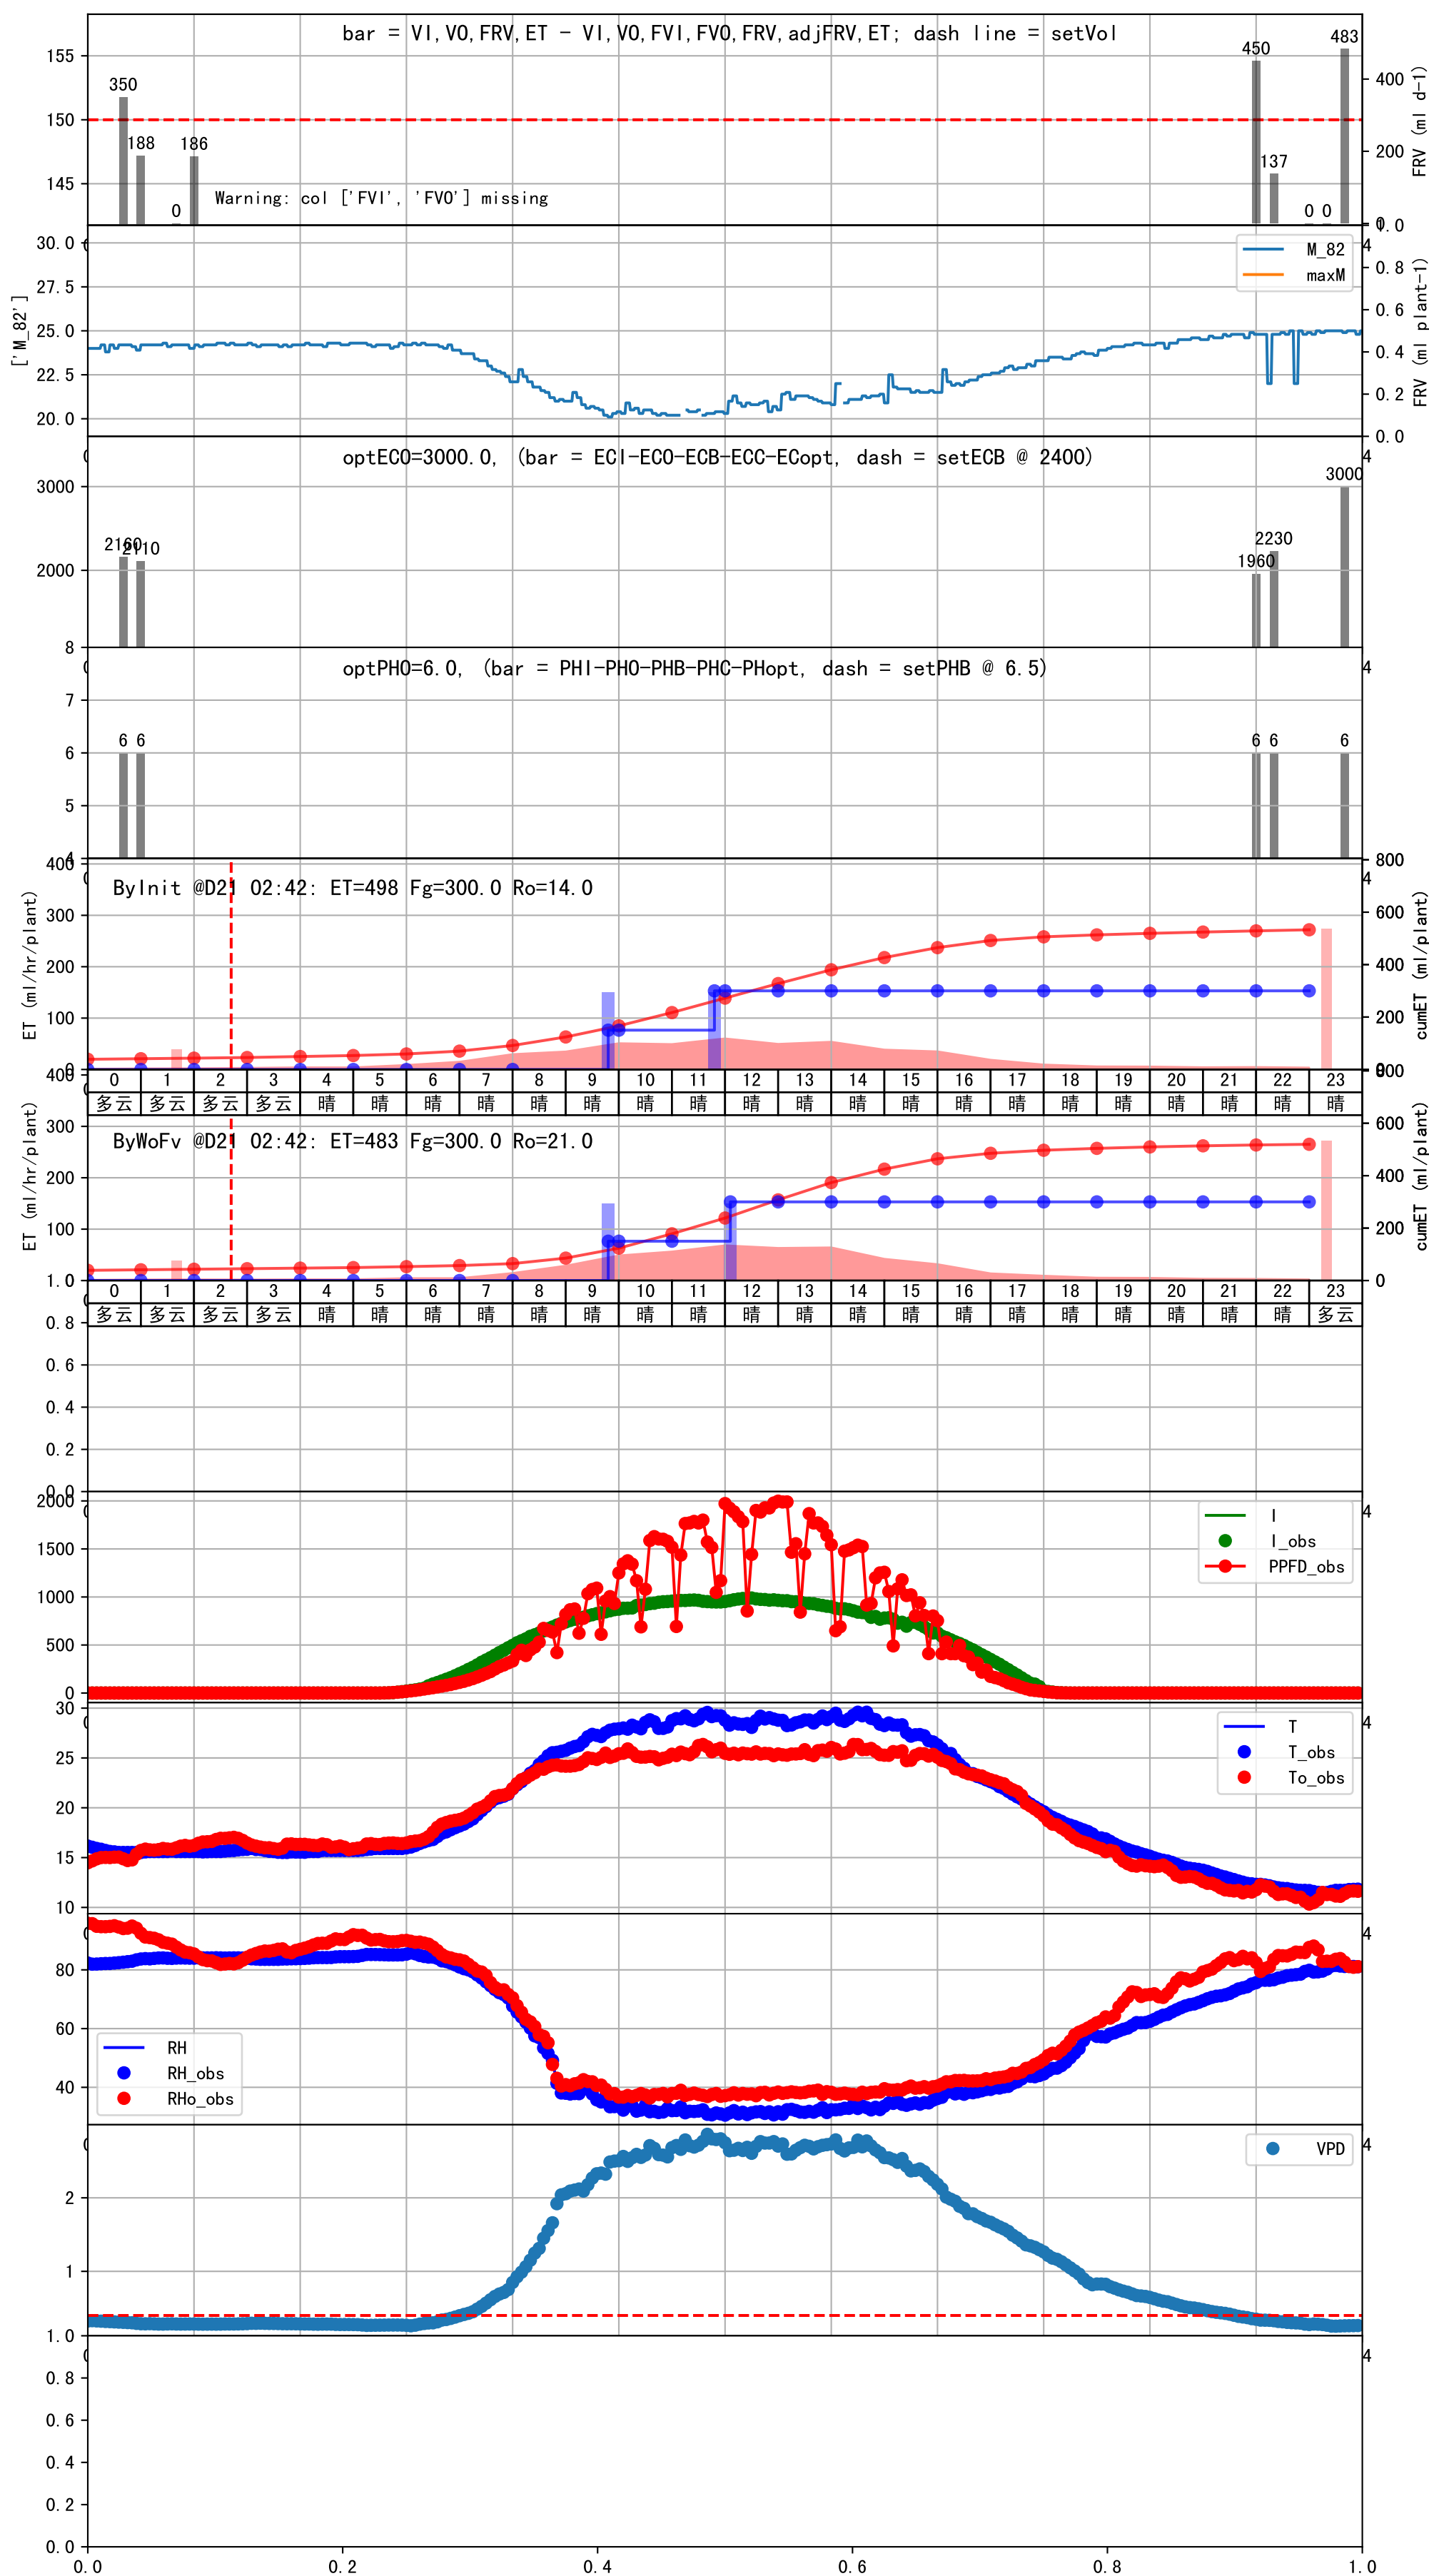 bar = VI,VO,FRV,ET - VI,VO,FVI,FVO,FRV,adjFRV,ET; dash line = setVol
155
150
145
350
188
0
186
450
137
0 0
483
Warning: col ['FVI', 'FVO'] missing
400
200
0
FRV (ml d-1)
30.0
27.5
25.0
22.5
20.0
['M_82']
M_82
maxM
1.0
0.8
0.6
0.4
0.2
0.0
FRV (ml plant-1)
optECO=3000.0, (bar = ECI-ECO-ECB-ECC-ECopt, dash = setECB @ 2400)
3000
2000
2160
2110
1960
2230
3000
optPHO=6.0, (bar = PHI-PHO-PHB-PHC-PHopt, dash = setPHB @ 6.5)
8
7
6
5
4
6 6
6 6
6
ByInit @D21 02:42: ET=498 Fg=300.0 Ro=14.0
400
300
200
100
0
ET (ml/hr/plant)
800
600
400
200
0
cumET (ml/plant)
0 1 2 3 4 5 6 7 8 9 10 11 12 13 14 15 16 17 18 19 20 21 22 23
多云 多云 多云 多云 晴 晴 晴 晴 晴 晴 晴 晴 晴 晴 晴 晴 晴 晴 晴 晴 晴 晴 晴 晴
ByWoFv @D21 02:42: ET=483 Fg=300.0 Ro=21.0
400
300
200
100
ET (ml/hr/plant)
800
600
400
200
0
cumET (ml/plant)
0 1 2 3 4 5 6 7 8 9 10 11 12 13 14 15 16 17 18 19 20 21 22 23
多云 多云 多云 多云 晴 晴 晴 晴 晴 晴 晴 晴 晴 晴 晴 晴 晴 晴 晴 晴 晴 晴 晴 多云
1.0
0.8
0.6
0.4
0.2
0.0
2000
1500
1000
500
0
I
I_obs
PPFD_obs
30
25
20
15
10
T
T_obs
To_obs
80
60
40
RH
RH_obs
RHo_obs
2
1
VPD
1.0
0.8
0.6
0.4
0.2
0.0
0.0 0.2 0.4 0.6 0.8 1.0